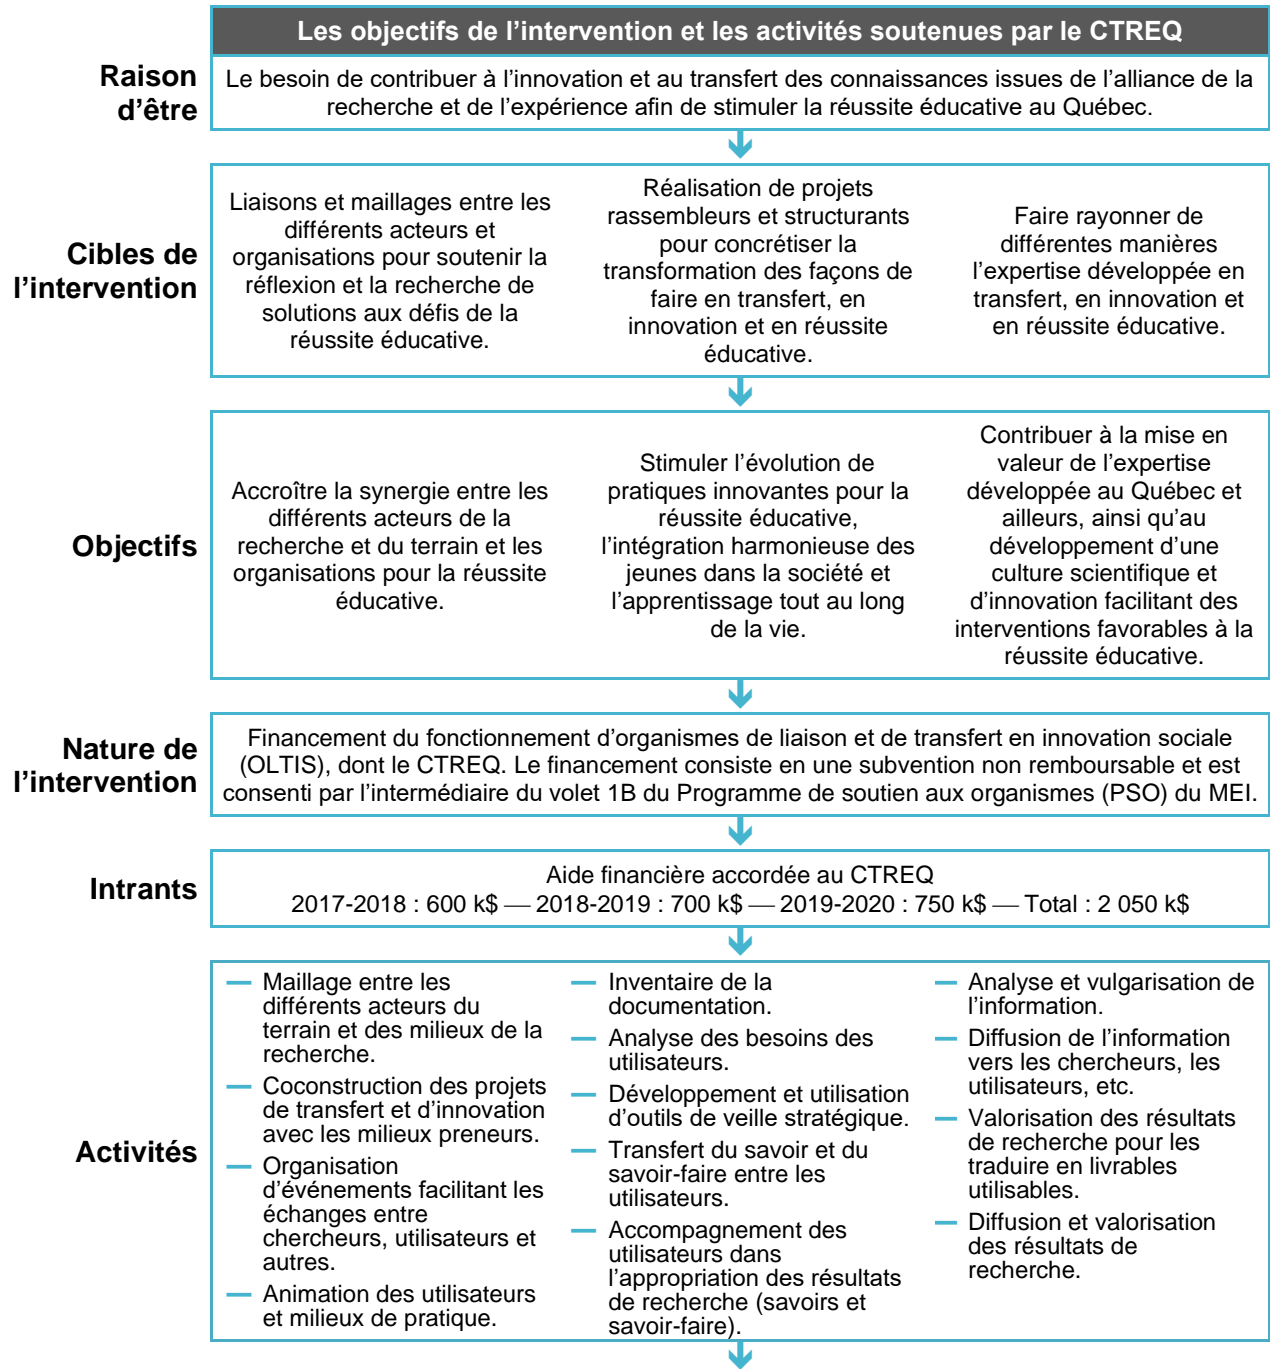 Les objectifs de l’intervention et les activités soutenues par le CTREQ
Raison
d’être
Le besoin de contribuer à l’innovation et au transfert des connaissances issues de l’alliance de la
recherche et de l’expérience afin de stimuler la réussite éducative au Québec.
Cibles de
l’intervention
Liaisons et maillages entre les
différents acteurs et
organisations pour soutenir la
réflexion et la recherche de
solutions aux défis de la
réussite éducative.
Réalisation de projets
rassembleurs et structurants
pour concrétiser la
transformation des façons de
faire en transfert, en
innovation et en réussite
éducative.
Faire rayonner de
différentes manières
l’expertise développée en
transfert, en innovation et
en réussite éducative.
Objectifs
Accroître la synergie entre les
différents acteurs de la
recherche et du terrain et les
organisations pour la réussite
éducative.
Stimuler l’évolution de
pratiques innovantes pour la
réussite éducative,
l’intégration harmonieuse des
jeunes dans la société et
l’apprentissage tout au long
de la vie.
Contribuer à la mise en
valeur de l’expertise
développée au Québec et
ailleurs, ainsi qu’au
développement d’une
culture scientifique et
d’innovation facilitant des
interventions favorables à la
réussite éducative.
Nature de
l’intervention
Financement du fonctionnement d’organismes de liaison et de transfert en innovation sociale
(OLTIS), dont le CTREQ. Le financement consiste en une subvention non remboursable et est
consenti par l’intermédiaire du volet 1B du Programme de soutien aux organismes (PSO) du MEI.
Intrants
Aide financière accordée au CTREQ
2017-2018 : 600 k$ — 2018-2019 : 700 k$ — 2019-2020 : 750 k$ — Total : 2 050 k$
Activités
— Maillage entre les
différents acteurs du
terrain et des milieux de la
recherche.
— Coconstruction des projets
de transfert et d’innovation
avec les milieux preneurs.
— Organisation
d’événements facilitant les
échanges entre
chercheurs, utilisateurs et
autres.
— Animation des utilisateurs
et milieux de pratique.
— Inventaire de la
documentation.
— Analyse des besoins des
utilisateurs.
— Développement et utilisation
d’outils de veille stratégique.
— Transfert du savoir et du
savoir-faire entre les
utilisateurs.
— Accompagnement des
utilisateurs dans
l’appropriation des résultats
de recherche (savoirs et
savoir-faire).
— Analyse et vulgarisation de
l’information.
— Diffusion de l’information
vers les chercheurs, les
utilisateurs, etc.
— Valorisation des résultats
de recherche pour les
traduire en livrables
utilisables.
— Diffusion et valorisation
des résultats de
recherche.